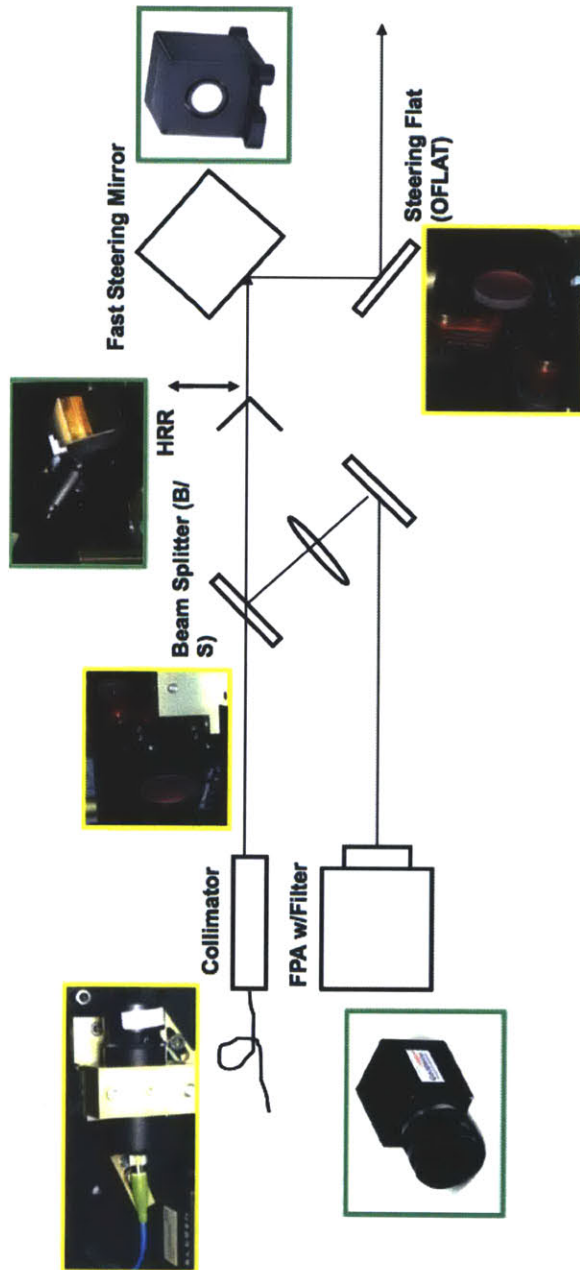 Collimator
FPA w/Filter
Beam Splitter (B/
S)
HRR
Fast Steering Mirror
Steering Flat
(OFLAT)